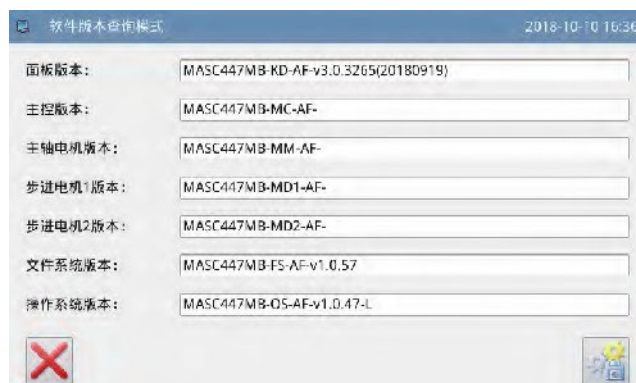 软件版本查询模式 2018-10-10 16:36
面板版本: MASC447MB-KD-AF-v3.0.3265(20180919)
主控版本: MASC447MB-MC-AF-
主轴电机版本: MASC447MB-MM-AF-
步进电机1版本: MASC447MB-MD1-AF-
步进电机2版本: MASC447MB-MD2-AF-
文件系统版本: MASC447MB-FS-AF-v1.0.57
操作系统版本: MASC447MB-OS-AF-v1.0.47-L